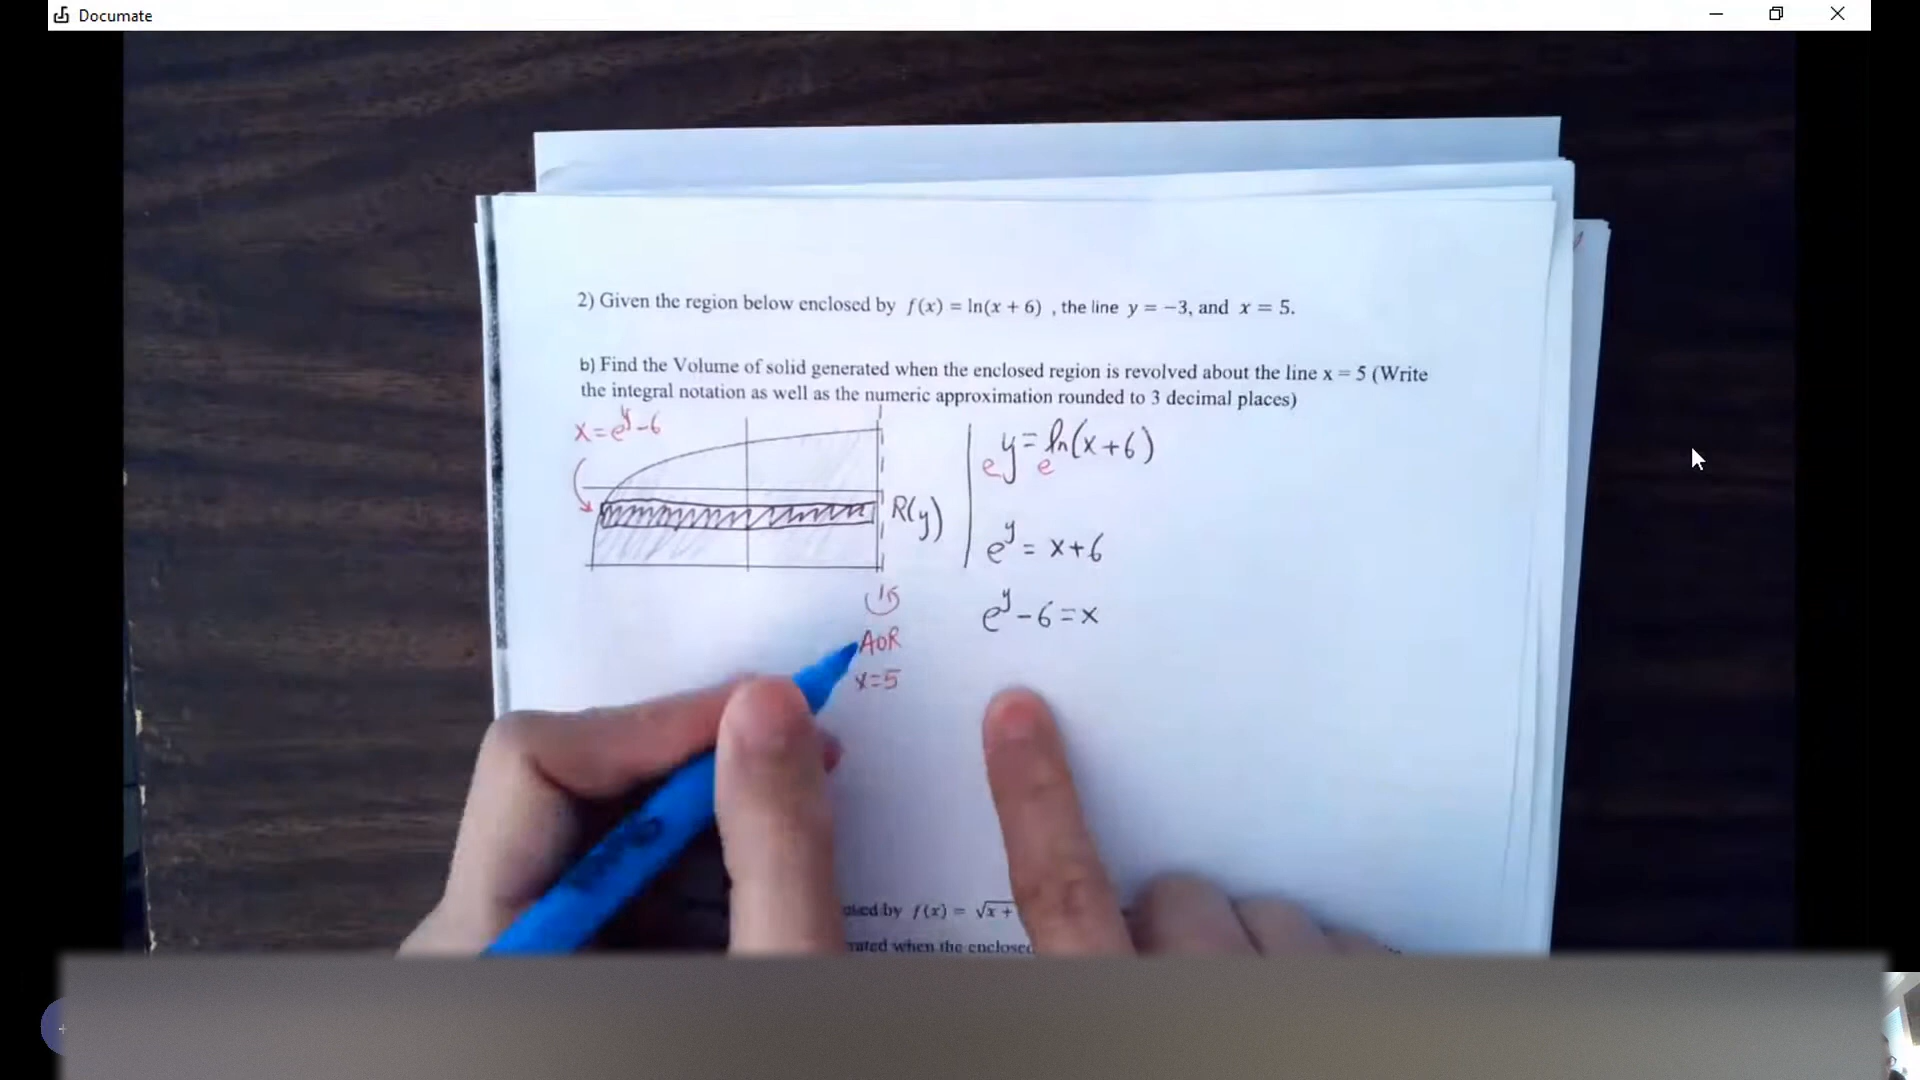 Documate
2) Given the region below enclosed by f(x) = ln(x + 6) , the line y = −3, and x = 5.
b) Find the Volume of solid generated when the enclosed region is revolved about the line x = 5 (Write
the integral notation as well as the numeric approximation rounded to 3 decimal places)
x=e^y-6
y=ln(x+6)
e e
R(y)
e^y = x+6
e^y-6=x
AOR
x=5
by f(x) = √x +
when the